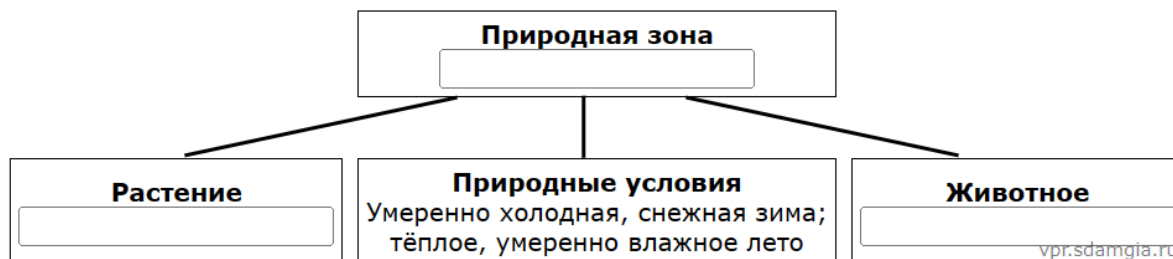 Природная зона
Растение
Природные условия
Умеренно холодная, снежная зима;
тёплое, умеренно влажное лето
Животное
vpr.sdamgia.ru